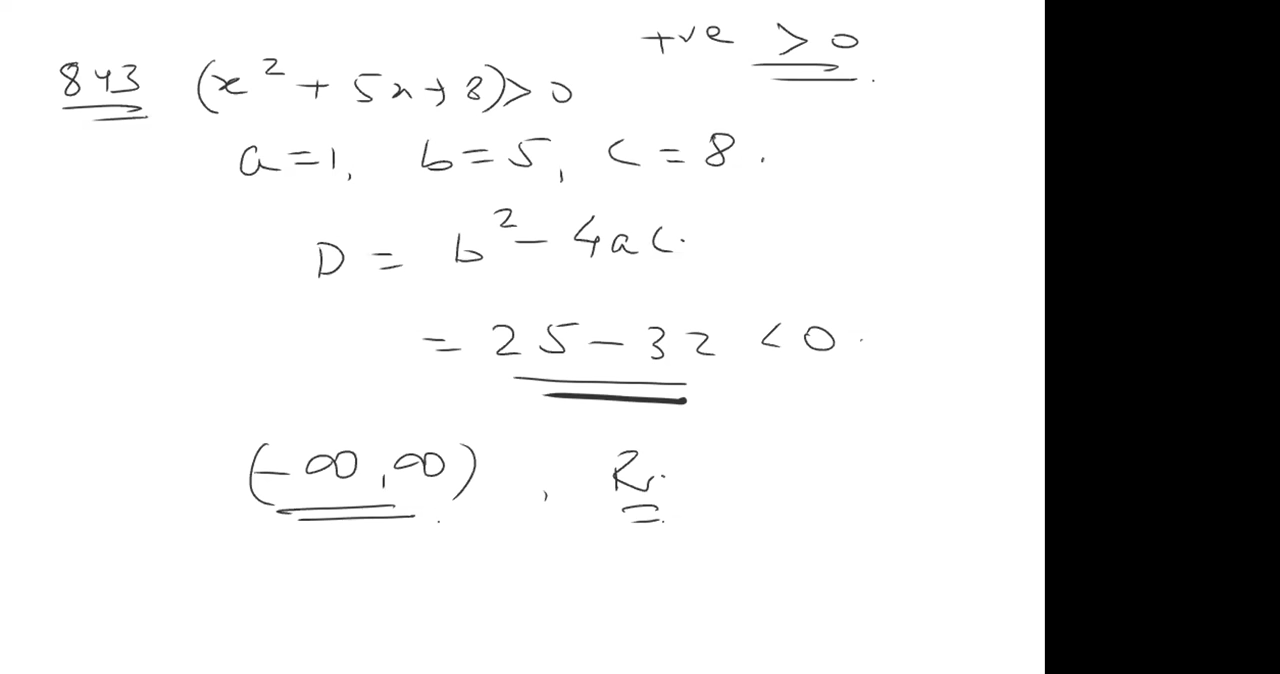 +ve > 0
843 (x² + 5x + 8) > 0
a = 1, b = 5, c = 8.
D = b² - 4ac.
= 25 - 32 < 0.
(-∞, ∞), R.